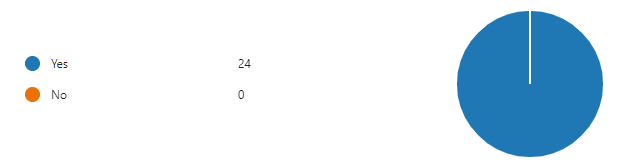 Yes 24
No 0